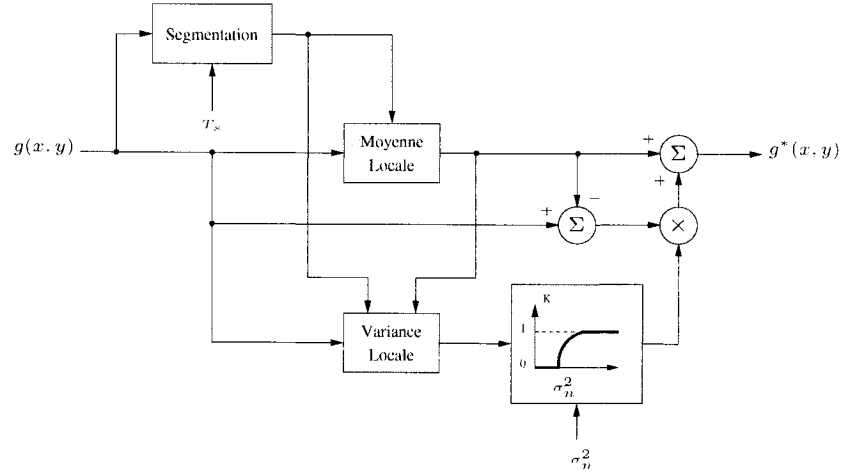 Segmentation
T_s
g(x, y)
Moyenne
Locale
+
Σ
g*(x, y)
+
−
+
Σ
×
Variance
Locale
K
1
0
σ_n^2
σ_n^2